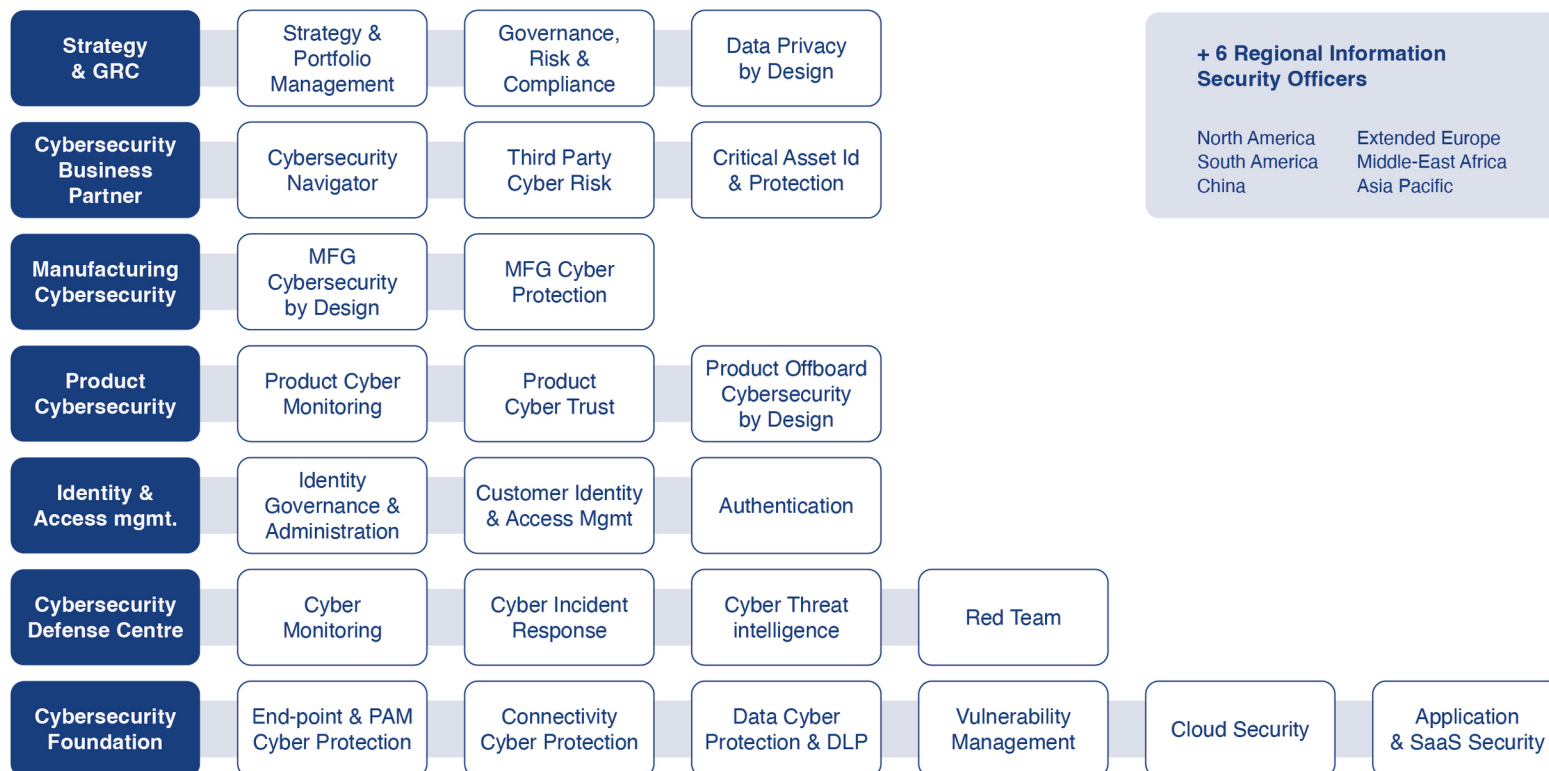 Strategy
& GRC
Strategy &
Portfolio
Management
Governance,
Risk &
Compliance
Data Privacy
by Design
+ 6 Regional Information
Security Officers
North America
South America
China
Extended Europe
Middle-East Africa
Asia Pacific
Cybersecurity
Business
Partner
Cybersecurity
Navigator
Third Party
Cyber Risk
Critical Asset Id
& Protection
Manufacturing
Cybersecurity
MFG
Cybersecurity
by Design
MFG Cyber
Protection
Product
Cybersecurity
Product Cyber
Monitoring
Product
Cyber Trust
Product Offboard
Cybersecurity
by Design
Identity &
Access mgmt.
Identity
Governance &
Administration
Customer Identity
& Access Mgmt
Authentication
Cybersecurity
Defense Centre
Cyber
Monitoring
Cyber Incident
Response
Cyber Threat
intelligence
Red Team
Cybersecurity
Foundation
End-point & PAM
Cyber Protection
Connectivity
Cyber Protection
Data Cyber
Protection & DLP
Vulnerability
Management
Cloud Security
Application
& SaaS Security